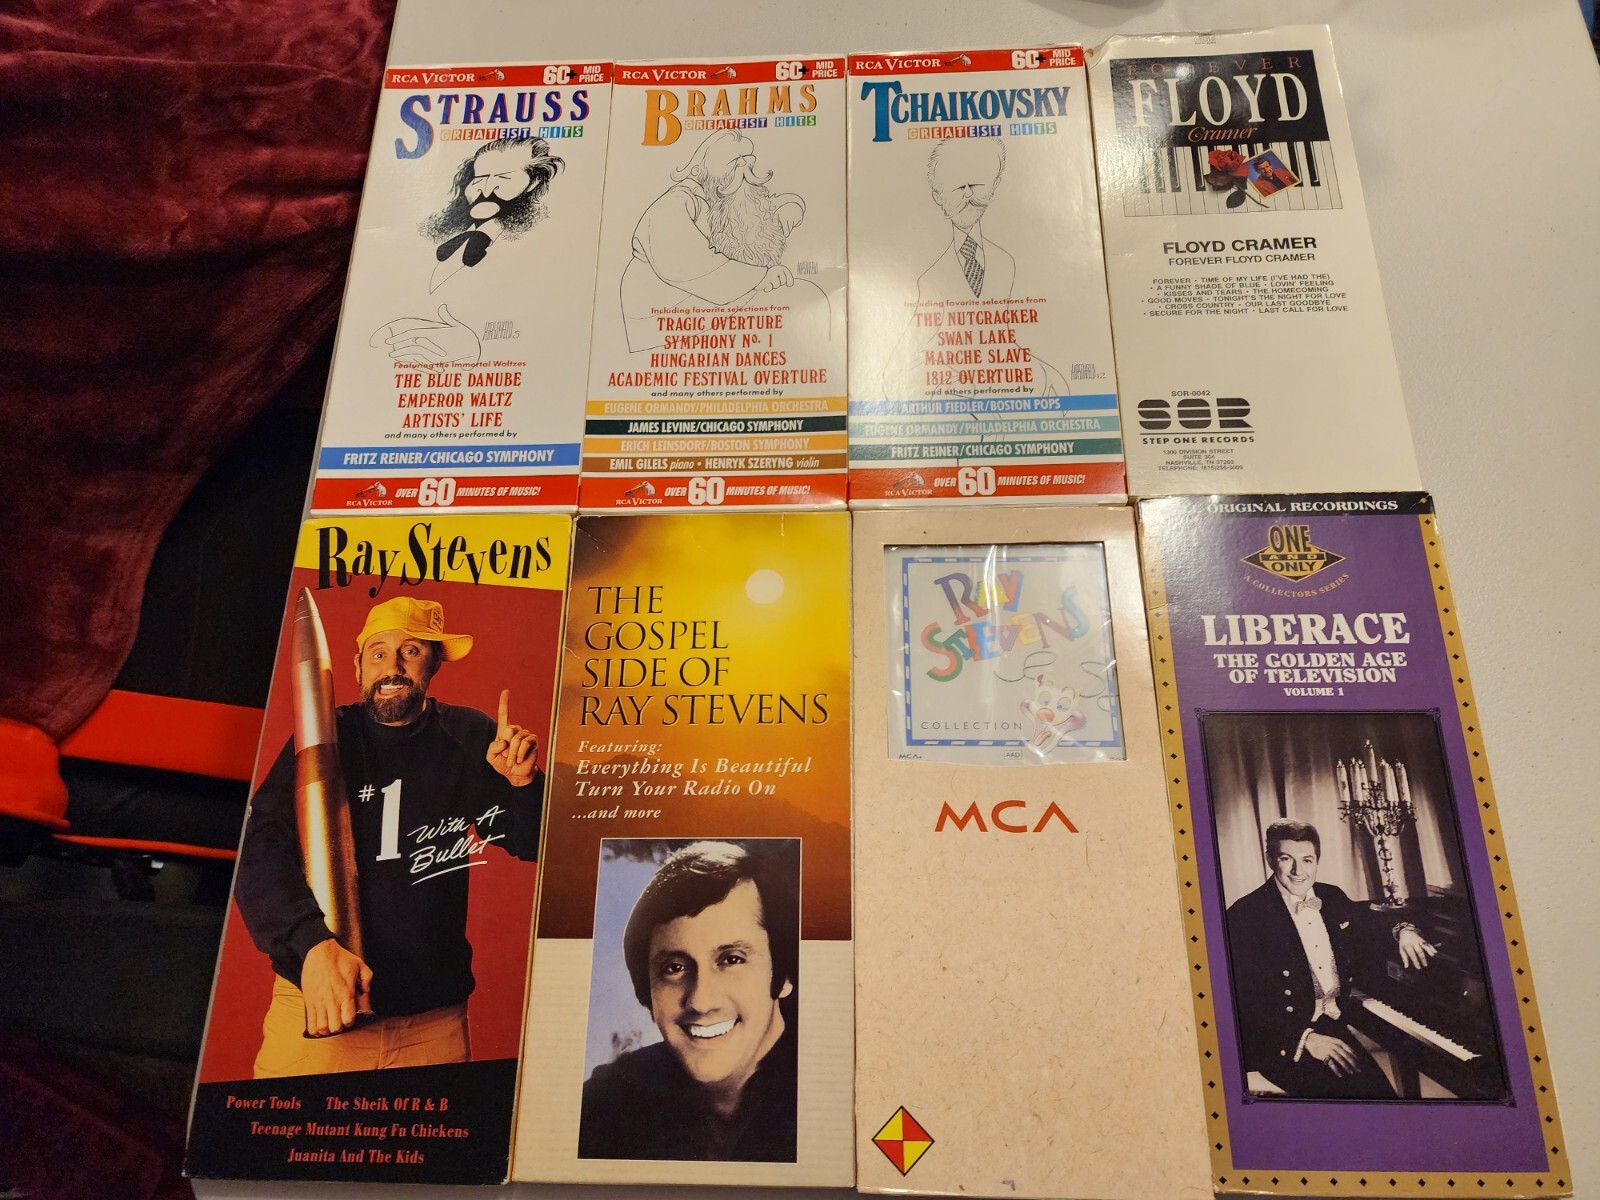 RCA VICTOR 60+ MID PRICE
STRAUSS
GREATEST HITS
Featuring the Immortal Waltzes
THE BLUE DANUBE
EMPEROR WALTZ
ARTISTS' LIFE
and many others performed by
FRITZ REINER/CHICAGO SYMPHONY
RCA VICTOR OVER 60 MINUTES OF MUSIC!
RCA VICTOR 60+ MID PRICE
BRAHMS
GREATEST HITS
Including favorite selections from
TRAGIC OVERTURE
SYMPHONY No. 1
HUNGARIAN DANCES
ACADEMIC FESTIVAL OVERTURE
and many others performed by
EUGENE ORMANDY/PHILADELPHIA ORCHESTRA
JAMES LEVINE/CHICAGO SYMPHONY
ERICH LEINSDORF/BOSTON SYMPHONY
EMIL GILELS piano • HENRYK SZERYNG violin
RCA VICTOR OVER 60 MINUTES OF MUSIC!
RCA VICTOR 60+ MID PRICE
TCHAIKOVSKY
GREATEST HITS
Including favorite selections from
THE NUTCRACKER
SWAN LAKE
MARCHE SLAVE
1812 OVERTURE
and others performed by
ARTHUR FIEDLER/BOSTON POPS
EUGENE ORMANDY/PHILADELPHIA ORCHESTRA
FRITZ REINER/CHICAGO SYMPHONY
RCA VICTOR OVER 60 MINUTES OF MUSIC!
FOREVER
FLOYD
Cramer
FLOYD CRAMER
FOREVER FLOYD CRAMER
FOREVER • TIME OF MY LIFE (I'VE HAD THE)
• A FUNNY SHADE OF BLUE • LOVIN' FEELING
• KISSES AND TEARS • THE HOMECOMING
• GOOD MOVES • TONIGHT'S THE NIGHT FOR LOVE
• CROSS COUNTRY • OUR LAST GOODBYE
• SECURE FOR THE NIGHT • LAST CALL FOR LOVE
SOR-0042
SOR
STEP ONE RECORDS
1300 DIVISION STREET
SUITE 304
NASHVILLE, TN 37203
Ray Stevens
#1
With A
Bullet
Power Tools The Sheik Of R & B
Teenage Mutant Kung Fu Chickens
Juanita And The Kids
THE
GOSPEL
SIDE OF
RAY STEVENS
Featuring:
Everything Is Beautiful
Turn Your Radio On
...and more
RAY
STEVENS
COLLECTION
MCA AAD
MCA
ORIGINAL RECORDINGS
ONE
AND
ONLY
A COLLECTORS SERIES
LIBERACE
THE GOLDEN AGE
OF TELEVISION
VOLUME 1